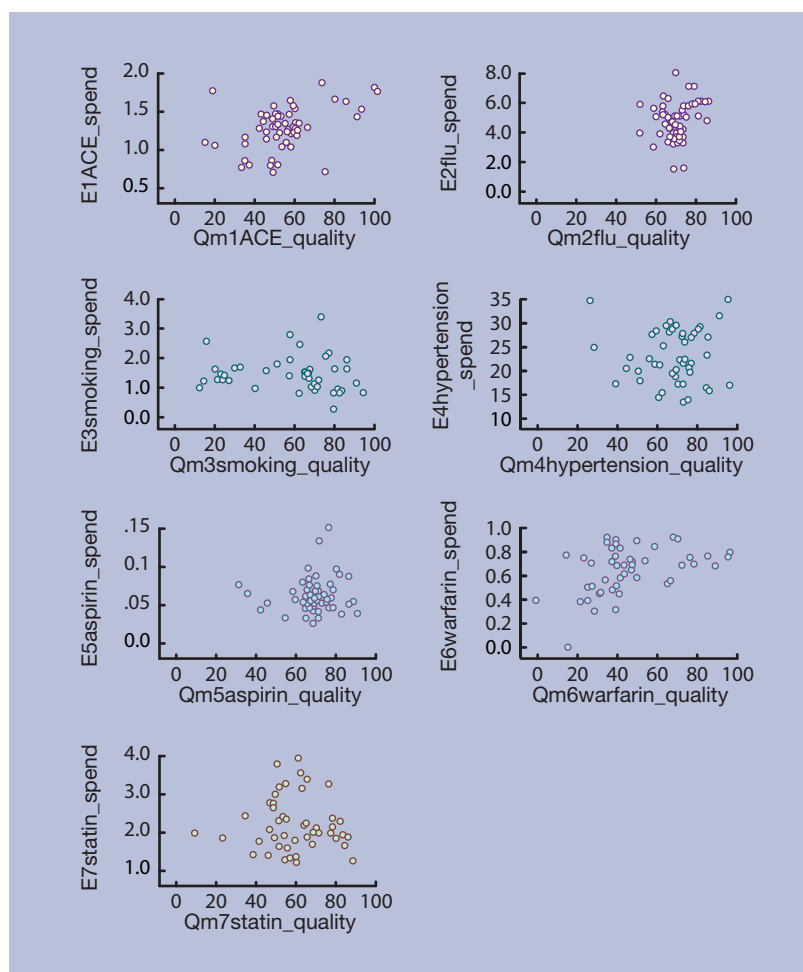 E1ACE_spend
2.0
1.5
1.0
0.5
0 20 40 60 80 100
Qm1ACE_quality
E2flu_spend
8.0
6.0
4.0
2.0
0.0
0 20 40 60 80 100
Qm2flu_quality
E3smoking_spend
4.0
3.0
2.0
1.0
0.0
0 20 40 60 80 100
Qm3smoking_quality
E4hypertension
_spend
35
30
25
20
15
10
0 20 40 60 80 100
Qm4hypertension_quality
E5aspirin_spend
.15
0.1
.05
0.0
0 20 40 60 80 100
Qm5aspirin_quality
E6warfarin_spend
1.0
0.8
0.6
0.4
0.2
0.0
0 20 40 60 80 100
Qm6warfarin_quality
E7statin_spend
4.0
3.0
2.0
1.0
0 20 40 60 80 100
Qm7statin_quality